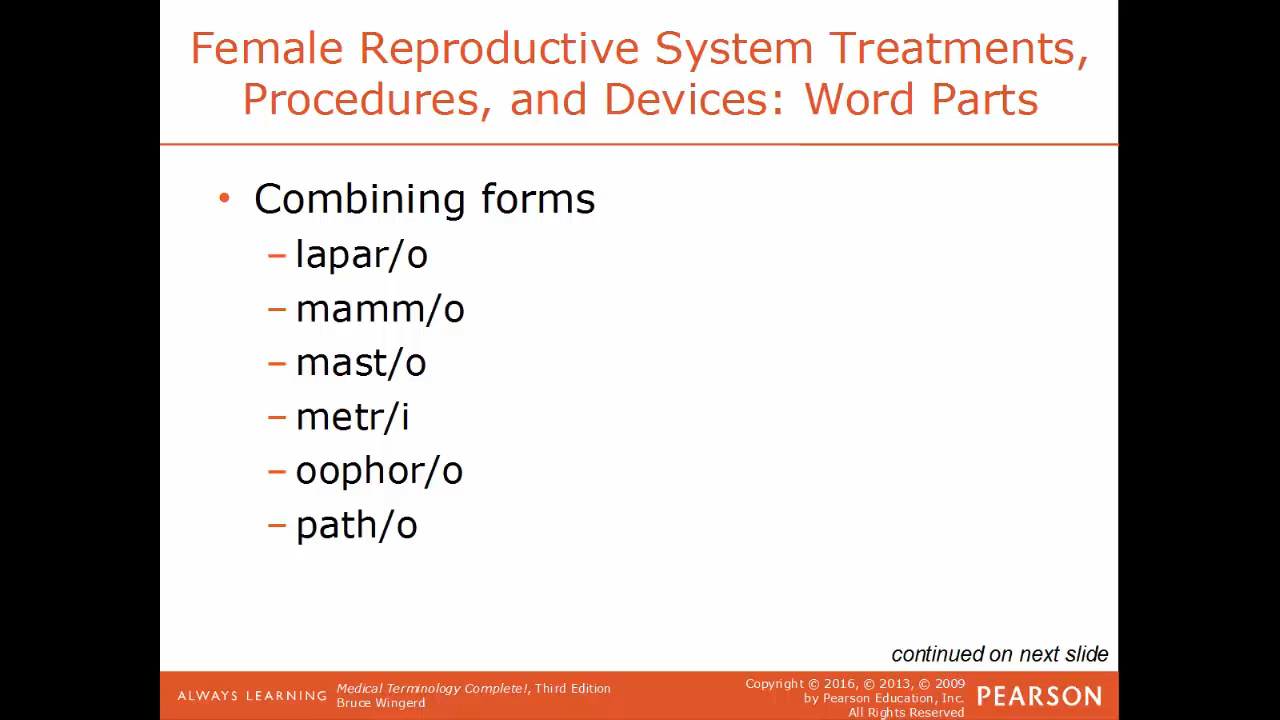 Female Reproductive System Treatments,
Procedures, and Devices: Word Parts
• Combining forms
– lapar/o
– mamm/o
– mast/o
– metr/i
– oophor/o
– path/o
continued on next slide
ALWAYS LEARNING
Medical Terminology Complete!, Third Edition
Bruce Wingerd
Copyright © 2016, © 2013, © 2009
by Pearson Education, Inc.
All Rights Reserved
PEARSON